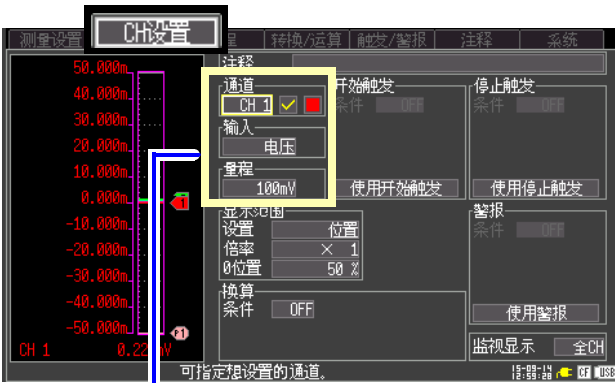 测量设置 CH设置 程 转换/运算 触发/警报 注释 系统
50.000m
40.000m
30.000m
20.000m
10.000m
0.000m
-10.000m
-20.000m
-30.000m
-40.000m
-50.000m
CH 1
注释
通道
CH 1
输入
电压
量程
100mV
开始触发
条件 OFF
使用开始触发
停止触发
条件 OFF
使用停止触发
显示范围
设置 位置
倍率 × 1
0位置 50 %
换算
条件 OFF
警报
条件 OFF
使用警报
监视显示 全CH
可指定想设置的通道。
CF USB